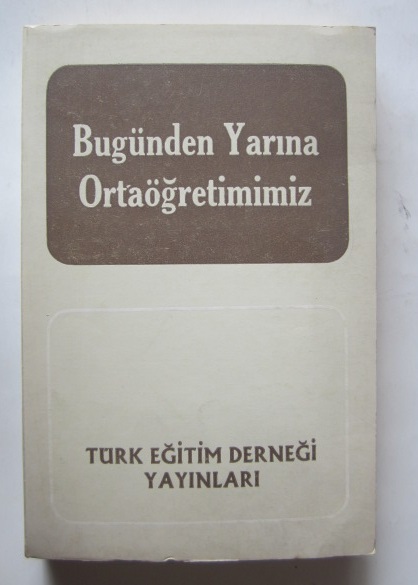 Bugünden Yarına
Ortaöğretimimiz
TÜRK EĞİTİM DERNEĞİ
YAYINLARI